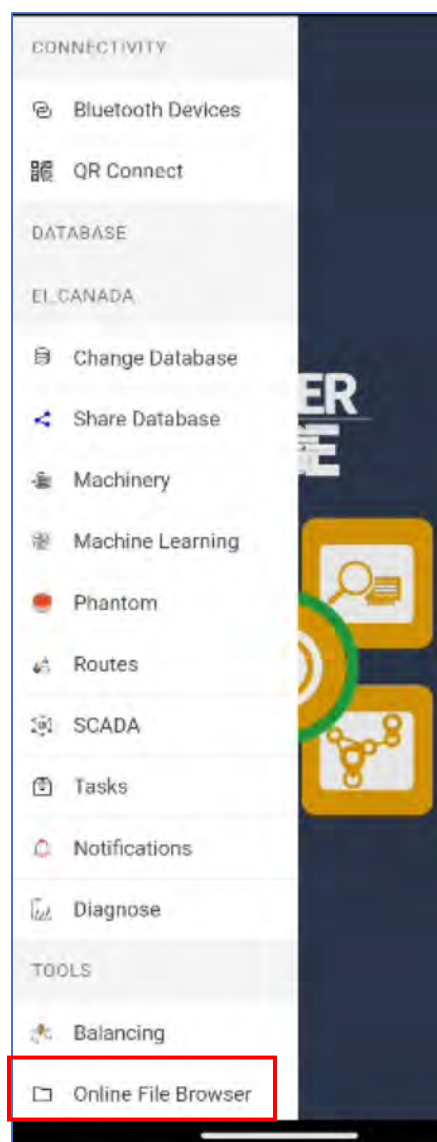 CONNECTIVITY
Bluetooth Devices
QR Connect
DATABASE
EI_CANADA
Change Database
Share Database
Machinery
Machine Learning
Phantom
Routes
SCADA
Tasks
Notifications
Diagnose
TOOLS
Balancing
Online File Browser
ER